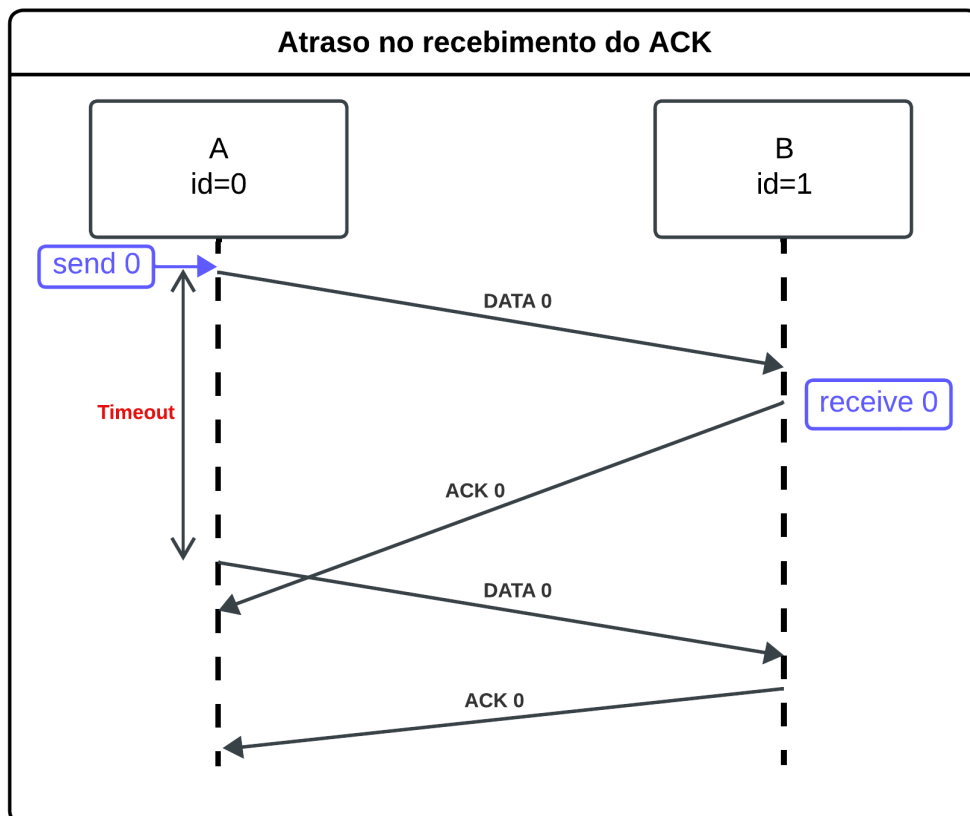 Atraso no recebimento do ACK
A
id=0
B
id=1
send 0
DATA 0
receive 0
Timeout
ACK 0
DATA 0
ACK 0